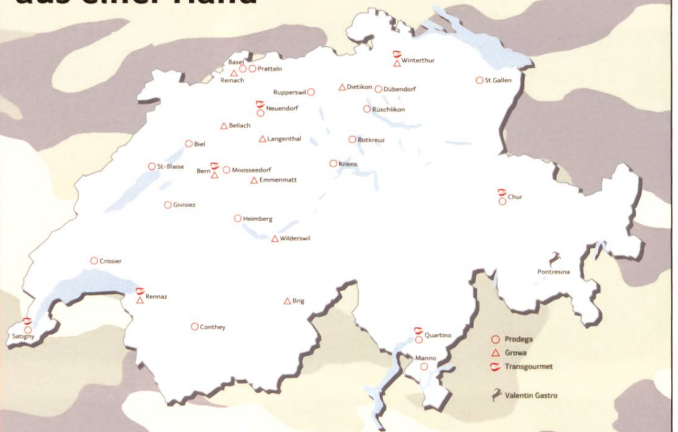 aus einer Hand
Basel
Pratteln
Reinach
Winterthur
St.Gallen
Rupperswil
Dietikon
Dübendorf
Neuendorf
Rüschlikon
Bellach
Langenthal
Rotkreuz
Biel
St-Blaise
Bern
Moosseedorf
Kriens
Emmenmatt
Chur
Givisiez
Heimberg
Wilderswil
Crissier
Pontresina
Rennaz
Brig
Satigny
Conthey
Quartino
Manno
Prodega
Growa
Transgourmet
Valentin Gastro